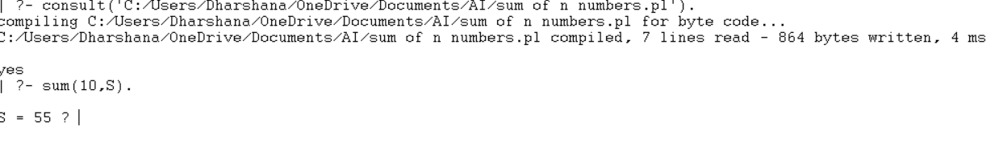 | ?- consult('C:/Users/Dharshana/OneDrive/Documents/AI/sum of n numbers.pl').
compiling C:/Users/Dharshana/OneDrive/Documents/AI/sum of n numbers.pl for byte code...
C:/Users/Dharshana/OneDrive/Documents/AI/sum of n numbers.pl compiled, 7 lines read - 864 bytes written, 4 ms
yes
| ?- sum(10,S).
S = 55 ?